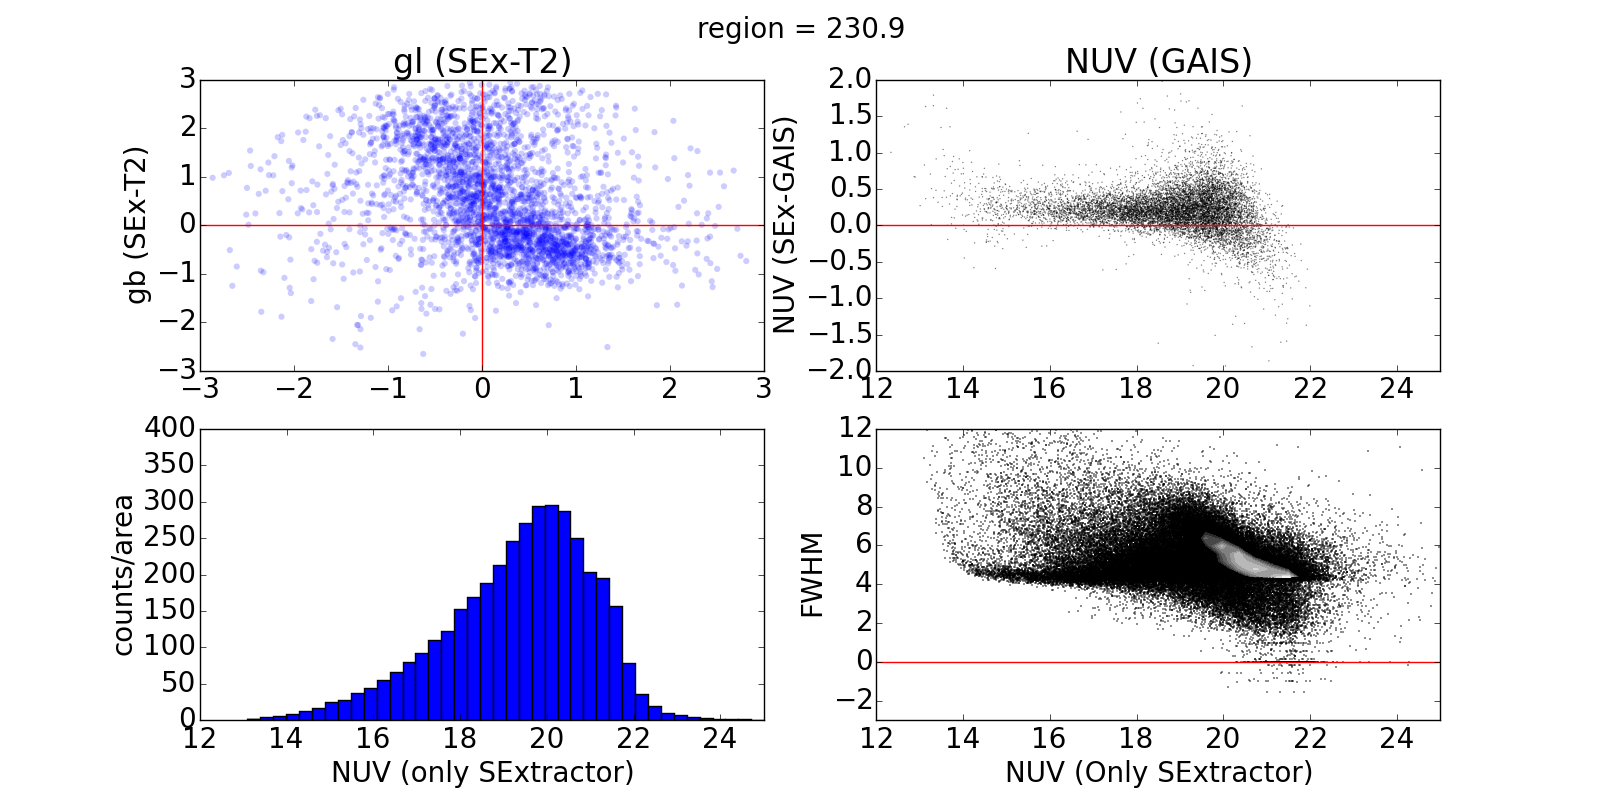 region = 230.9
gl (SEx-T2)
NUV (GAIS)
gb (SEx-T2)
3
2
1
0
−1
−2
−3
−3 −2 −1 0 1 2 3
NUV (SEx-GAIS)
2.0
1.5
1.0
0.5
0.0
−0.5
−1.0
−1.5
−2.0
12 14 16 18 20 22 24
counts/area
400
350
300
250
200
150
100
50
0
12 14 16 18 20 22 24
NUV (only SExtractor)
FWHM
12
10
8
6
4
2
0
−2
12 14 16 18 20 22 24
NUV (Only SExtractor)